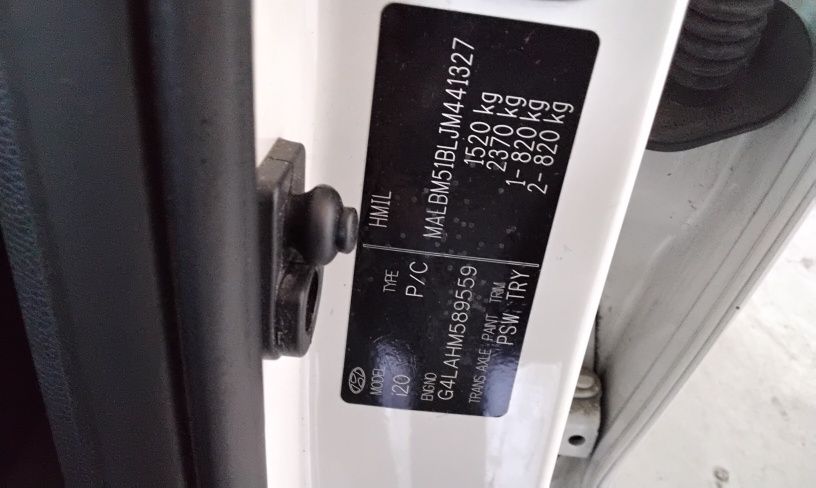 HMIL
MALBM51BLJM441327
1520 kg
2370 kg
1- 820 kg
2- 820 kg
MODEL TYPE
i20 P/C
ENGNO
G4LAHM589559
TRANS AXLE PAINT TRIM
PSW TRY